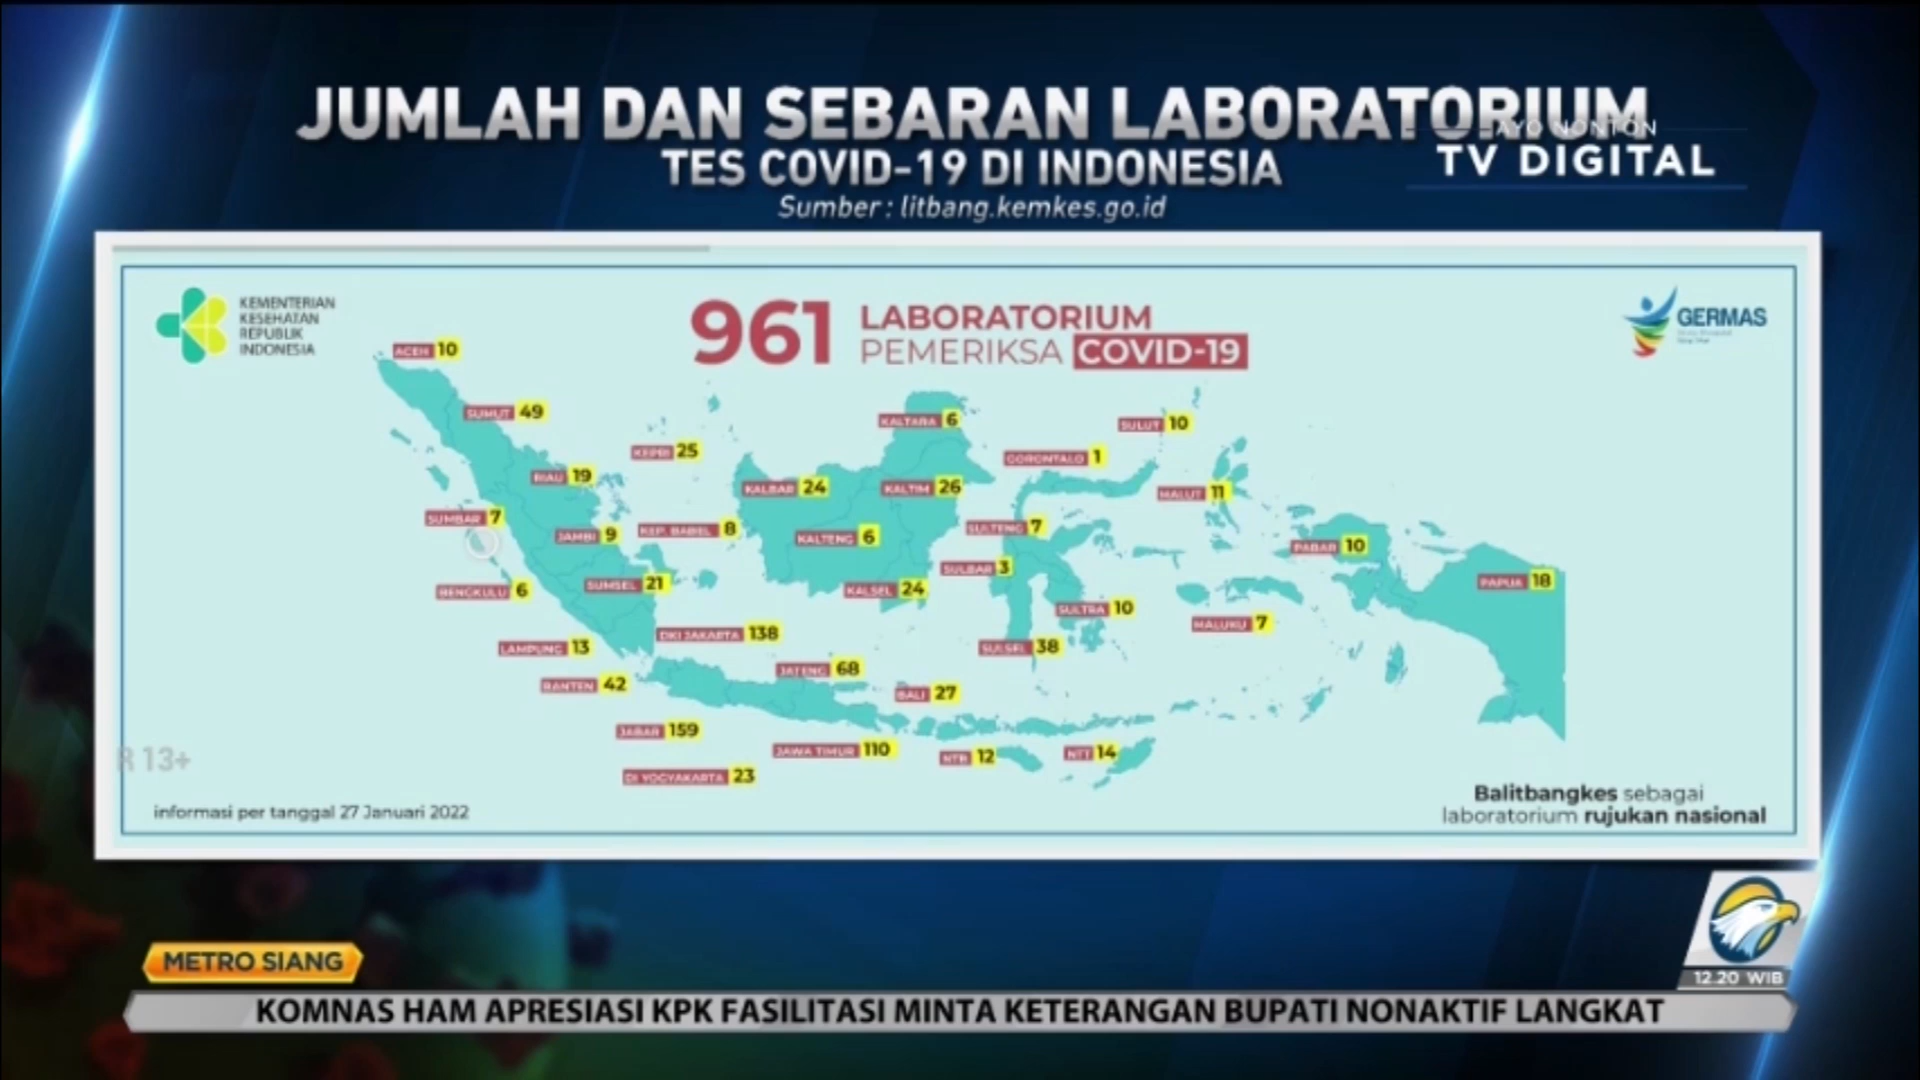 JUMLAH DAN SEBARAN LABORATORIUM
AYO NONTON
TV DIGITAL
TES COVID-19 DI INDONESIA
Sumber : litbang.kemkes.go.id
KEMENTERIAN
KESEHATAN
REPUBLIK
INDONESIA
961 LABORATORIUM
PEMERIKSA COVID-19
GERMAS
ACEH 10
SUMUT 49
KALTARA 6
SULUT 10
KEPRI 25
GORONTALO 1
RIAU 19
KALBAR 24
KALTIM 26
MALUT 11
SUMBAR 7
JAMBI 9
KEP. BABEL 8
KALTENG 6
SULTENG 7
PABAR 10
SULBAR 3
BENGKULU 6
SUMSEL 21
KALSEL 24
PAPUA 18
SULTRA 10
MALUKU 7
DKI JAKARTA 138
LAMPUNG 13
SULSEL 38
JATENG 68
BANTEN 42
BALI 27
JABAR 159
JAWA TIMUR 110
NTB 12
NTT 14
DI YOGYAKARTA 23
R 13+
informasi per tanggal 27 Januari 2022
Balitbangkes sebagai
laboratorium rujukan nasional
METRO SIANG
12.20 WIB
KOMNAS HAM APRESIASI KPK FASILITASI MINTA KETERANGAN BUPATI NONAKTIF LANGKAT